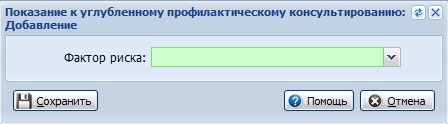 Показание к углубленному профилактическому консультированию:
Добавление
Фактор риска:
Сохранить Помощь Отмена